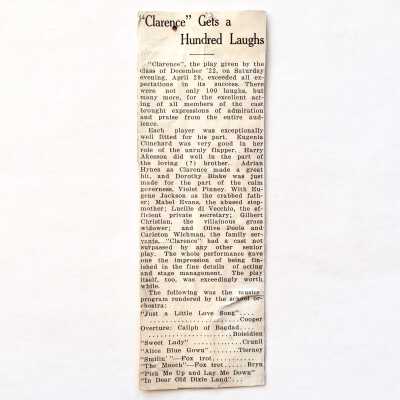 "Clarence" Gets a
Hundred Laughs
"Clarence", the play given by the
class of December '22, on Saturday
evening, April 29, exceeded all ex-
pectations in its success. There
were not only 100 laughs, but
many more, for the excellent act-
ing of all members of the cast
brought expressions of admiration
and praise from the entire aud-
ience.
Each player was exceptionally
well fitted for his part. Eugenia
Clinchard was very good in her
role of the unruly flapper. Harry
Akesson did well in the part of
the loving (?) brother. Adrian
Hynes as Clarence made a great
hit, and Dorothy Blake was just
made for the part of the calm
governess, Violet Pinney. With Eu-
gene Jackson as the crabbed fa-
ther; Mabel Evans, the abused step-
mother; Lucille di Vecchio, the ef-
ficient private secretary; Gilbert
Christian, the villainous grass
widower; and Olive Poole and
Carleton Wichman, the family ser-
vants, "Clarence" had a cast not
surpassed by any other senior
play. The whole performance gave
one the impression of being fin-
ished in the fine details of acting
and stage management. The play
itself, too, was exceedingly worth
while.
The following was the
program rendered by the school or-
chestra:
"Just a Little Love Song"....
Cooper
Overture: Caliph of Bagdad....
Boieldieu
"Sweet Lady" ............Crumit
"Alice Blue Gown"........Tierney
"Smilin' "—Fox trot............
"The Mooch"—Fox trot......Bryn
"Pick Me Up and Lay Me Down"
"In Dear Old Dixie Land"...